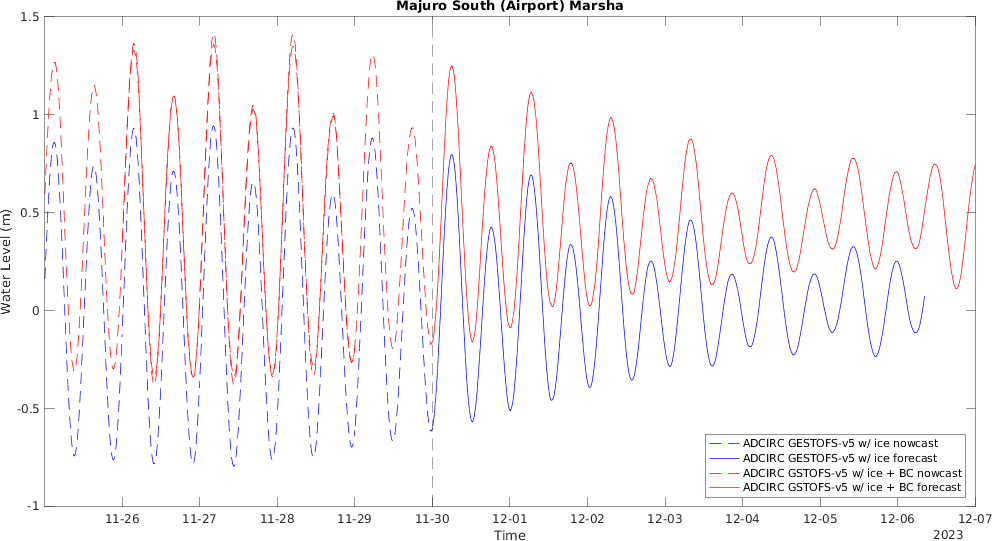 Majuro South (Airport) Marsha
1.5
1
0.5
0
-0.5
-1
Water Level (m)
11-26
11-27
11-28
11-29
11-30
12-01
12-02
12-03
12-04
12-05
12-06
12-07
Time
2023
ADCIRC GESTOFS-v5 w/ ice nowcast
ADCIRC GESTOFS-v5 w/ ice forecast
ADCIRC GSTOFS-v5 w/ ice + BC nowcast
ADCIRC GSTOFS-v5 w/ ice + BC forecast